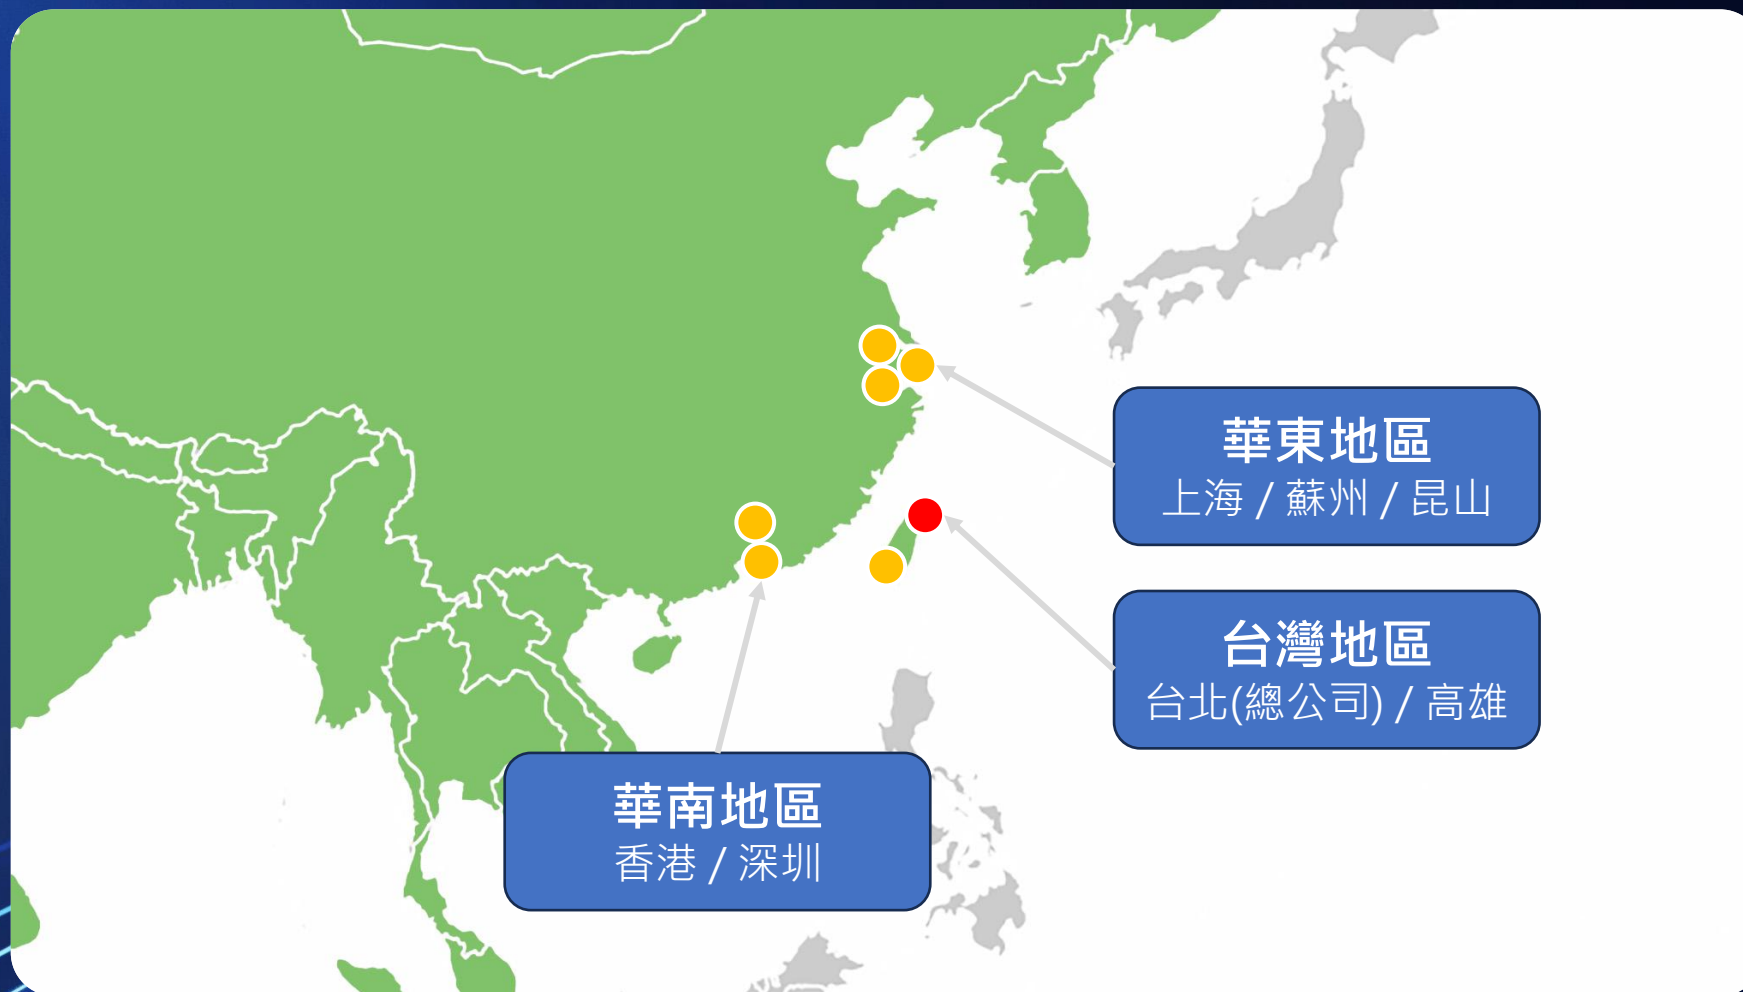 華東地區
上海 / 蘇州 / 昆山
台灣地區
台北(總公司) / 高雄
華南地區
香港 / 深圳